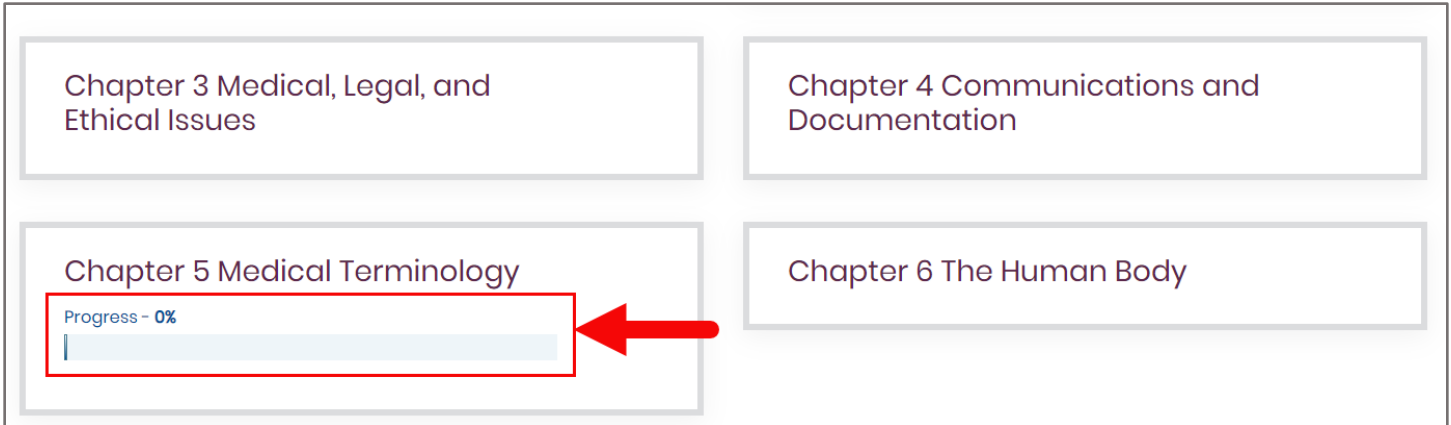 Chapter 3 Medical, Legal, and
Ethical Issues
Chapter 4 Communications and
Documentation
Chapter 5 Medical Terminology
Progress - 0%
Chapter 6 The Human Body